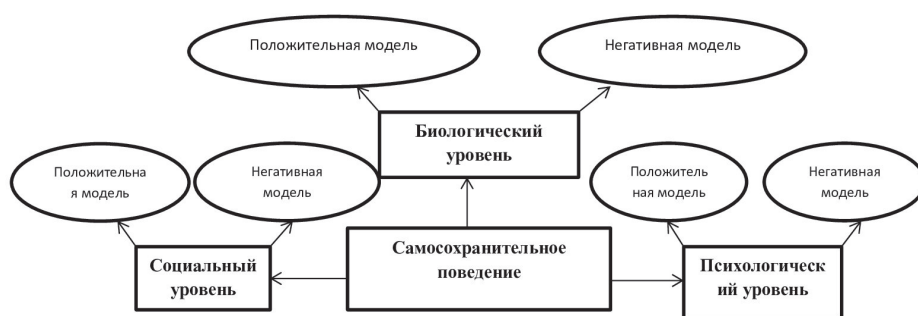 Положительная модель
Негативная модель
Биологический
уровень
Положительна
я модель
Негативная
модель
Положитель
ная модель
Негативная
модель
Социальный
уровень
Самосохранительное
поведение
Психологическ
ий уровень